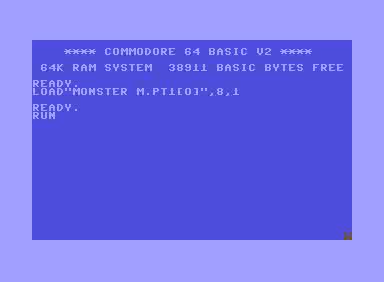 **** COMMODORE 64 BASIC V2 ****
64K RAM SYSTEM  38911 BASIC BYTES FREE
READY.
LOAD"MONSTER M.PT1[O]",8,1
READY.
RUN